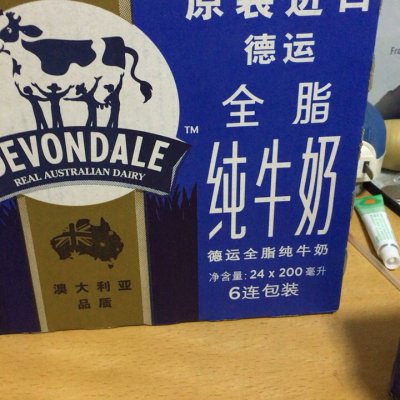 原装进口
德运
DEVONDALE
REAL AUSTRALIAN DAIRY
TM
全脂
纯牛奶
德运全脂纯牛奶
净含量: 24 x 200 毫升
6连包装
澳大利亚
品质